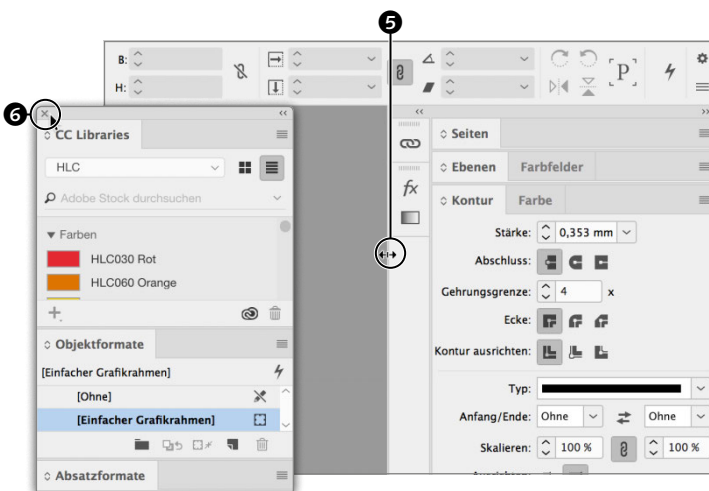 5
B:
H:
P
6
CC Libraries
HLC
Adobe Stock durchsuchen
Farben
HLC030 Rot
HLC060 Orange
Objektformate
[Einfacher Grafikrahmen]
[Ohne]
[Einfacher Grafikrahmen]
Absatzformate
fx
Seiten
Ebenen Farbfelder
Kontur Farbe
Stärke: 0,353 mm
Abschluss:
Gehrungsgrenze: 4 x
Ecke:
Kontur ausrichten:
Typ:
Anfang/Ende: Ohne Ohne
Skalieren: 100 % 100 %